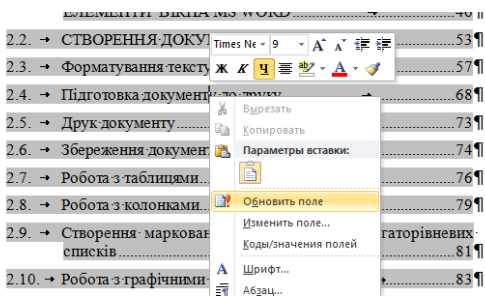 ЕЛЕМЕНТИ ВІКНА MS WORD → 46¶
2.2. → СТВОРЕННЯ·ДОКУ 53¶
Times Ne 9
2.3. → Форматування·тексту 57¶
Ж К Ч ab A
2.4. → Підготовка·документу·до·друку → 68¶
Вырезать
2.5. → Друк·документу 73¶
Копировать
2.6. → Збереження·докумен 74¶
Параметры вставки:
2.7. → Робота·з·таблицями 76¶
Обновить поле
2.8. → Робота·з·колонками 79¶
Изменить поле...
2.9. → Створення·маркован гаторівневих·
Коды/значения полей
списків 81¶
Шрифт...
2.10. → Робота·з·графічними· 83¶
Абзац...